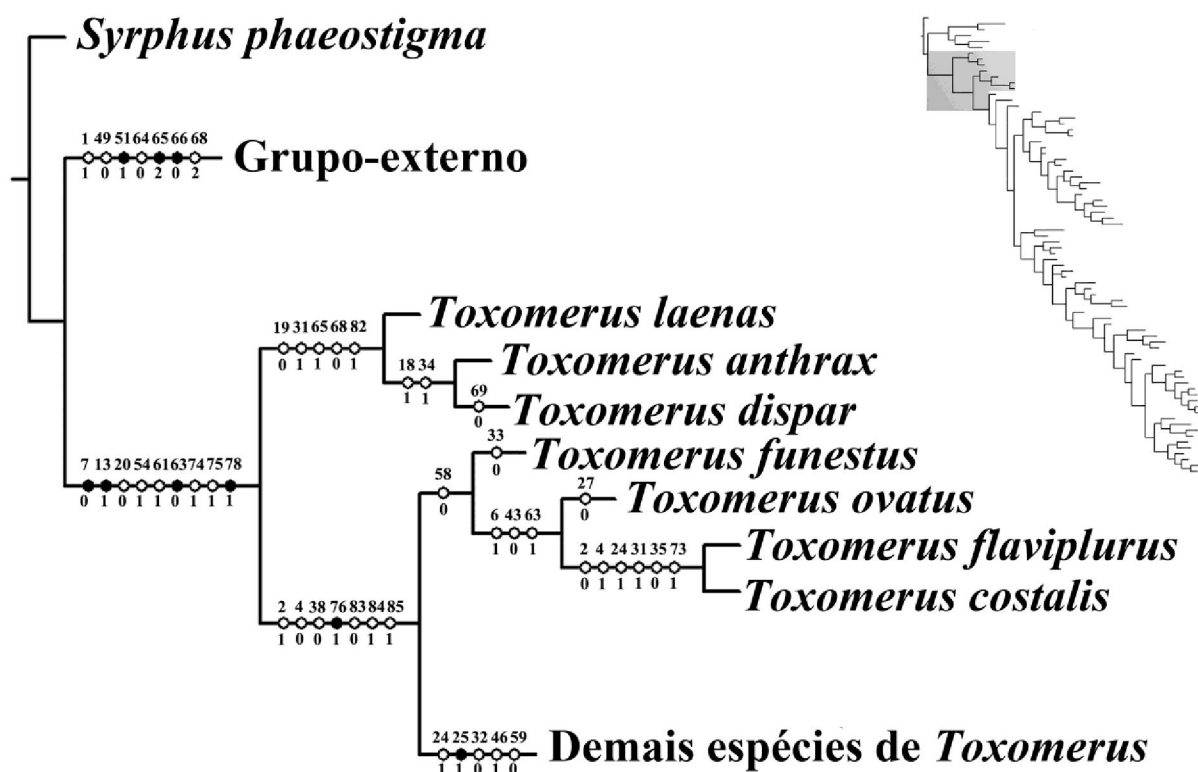 Syrphus phaeostigma
1 49 51 64 65 66 68
1 0 1 0 2 0 2
Grupo-externo
19 31 65 68 82
0 1 1 0 1
Toxomerus laenas
18 34
1 1
Toxomerus anthrax
69
0
Toxomerus dispar
7 13 20 54 61 63 74 75 78
0 1 0 1 1 0 1 1 1
58
0
33
0
Toxomerus funestus
6 43 63
1 0 1
27
0
Toxomerus ovatus
2 4 24 31 35 73
0 1 1 1 0 1
Toxomerus flaviplurus
Toxomerus costalis
2 4 38 76 83 84 85
1 0 0 1 0 1 1
24 25 32 46 59
1 1 0 1 0
Demais espécies de Toxomerus